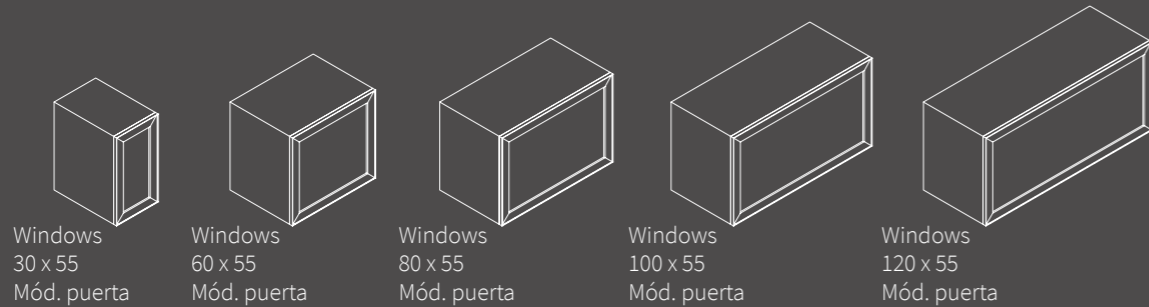 Windows
30 x 55
Mód. puerta
Windows
60 x 55
Mód. puerta
Windows
80 x 55
Mód. puerta
Windows
100 x 55
Mód. puerta
Windows
120 x 55
Mód. puerta